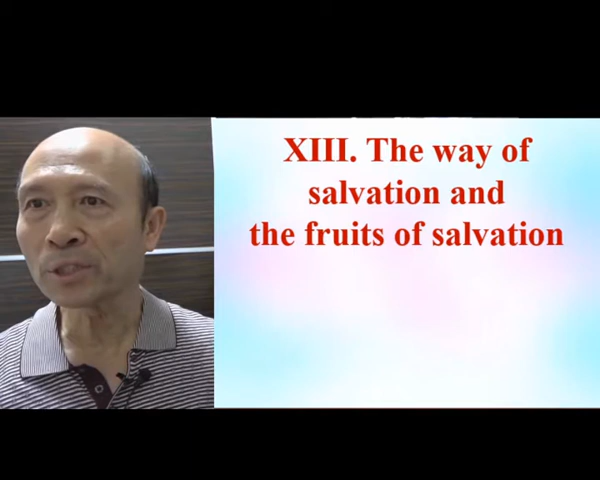 XIII. The way of
salvation and
the fruits of salvation